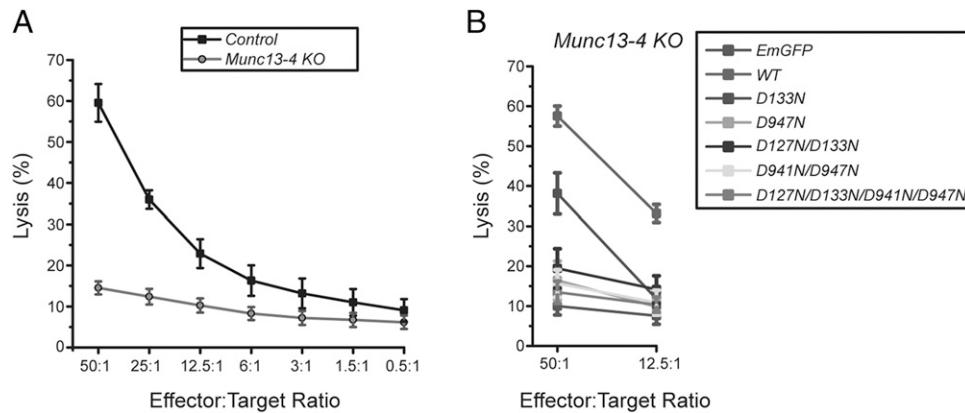 A
Control
Munc13-4 KO
70
60
50
40
30
20
10
0
Lysis (%)
50:1
25:1
12.5:1
6:1
3:1
1.5:1
0.5:1
Effector:Target Ratio
B
Munc13-4 KO
EmGFP
WT
D133N
D947N
D127N/D133N
D941N/D947N
D127N/D133N/D941N/D947N
70
60
50
40
30
20
10
0
Lysis (%)
50:1
12.5:1
Effector:Target Ratio